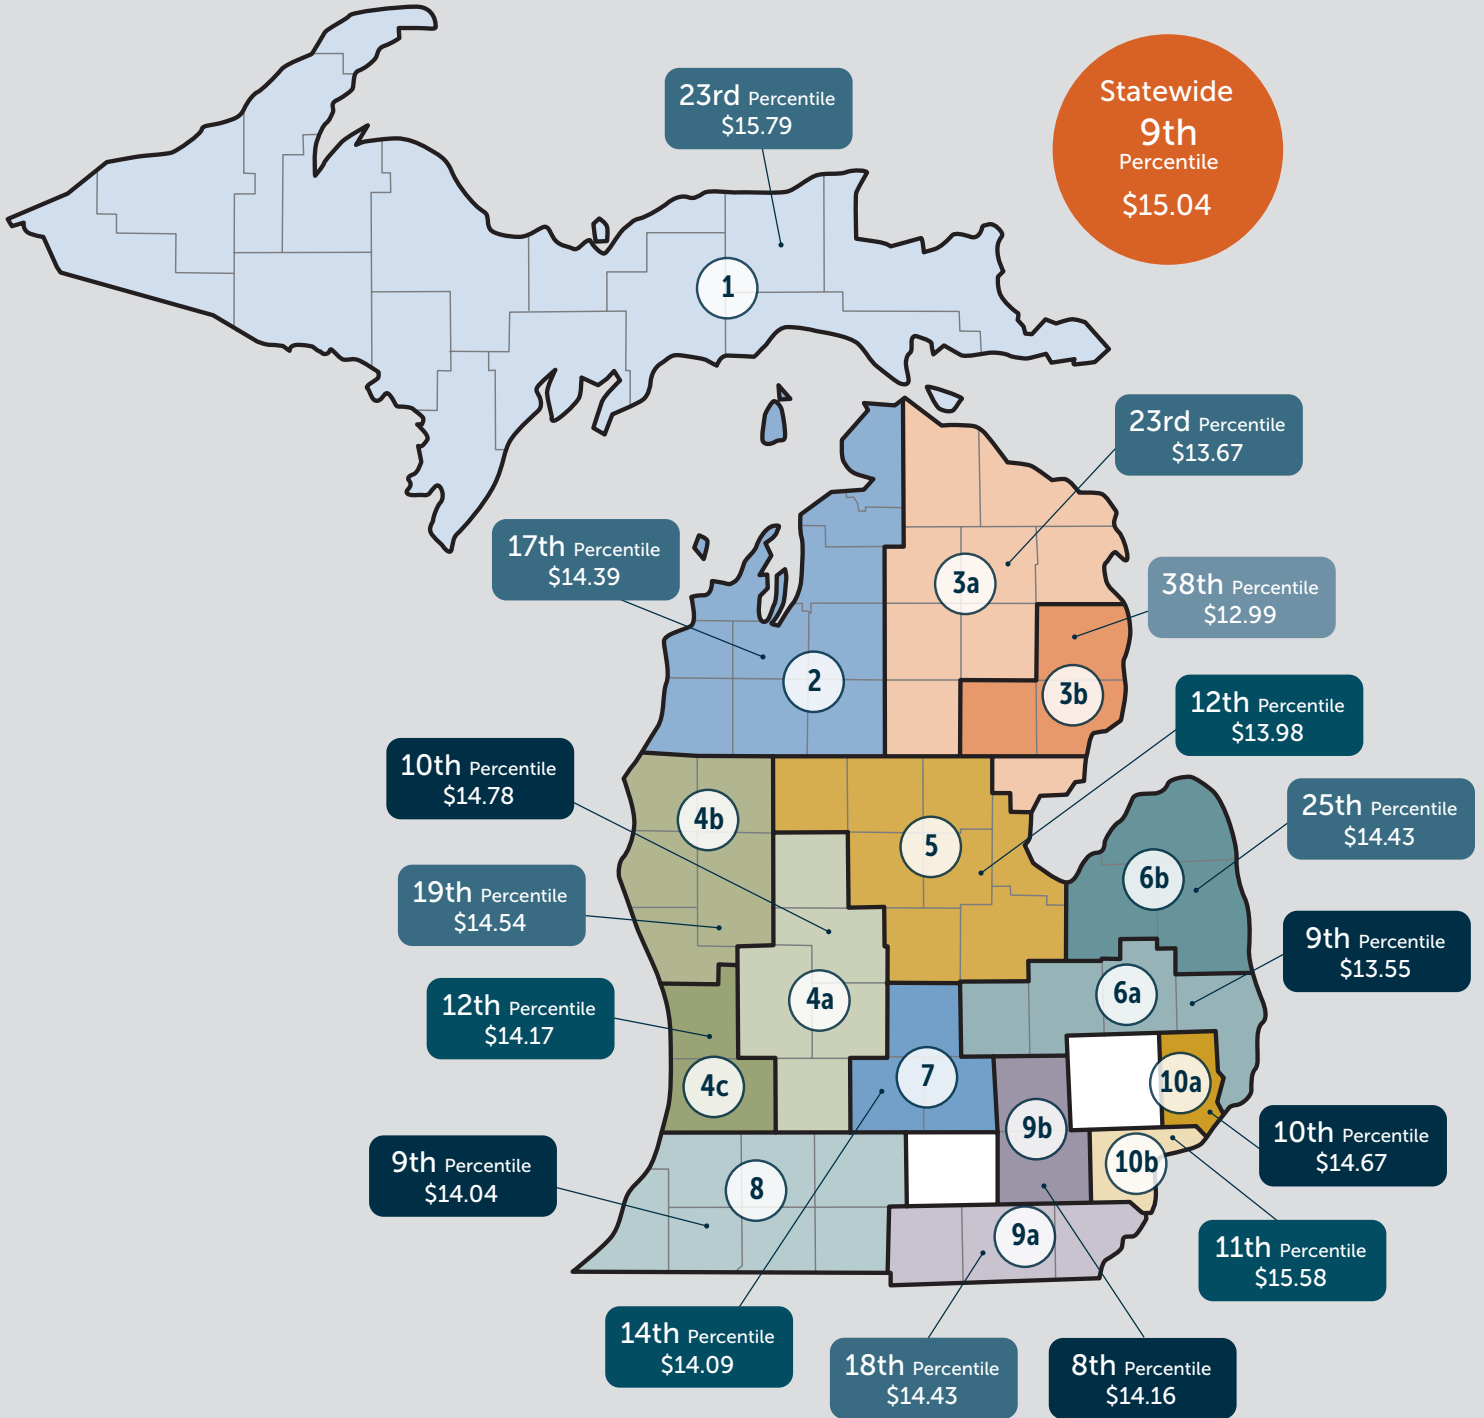 Statewide
9th
Percentile
$15.04
23rd Percentile
$15.79
1
23rd Percentile
$13.67
17th Percentile
$14.39
3a
38th Percentile
$12.99
2
3b
12th Percentile
$13.98
10th Percentile
$14.78
4b
5
25th Percentile
$14.43
6b
19th Percentile
$14.54
9th Percentile
$13.55
6a
4a
12th Percentile
$14.17
4c
7
10a
9b
10th Percentile
$14.67
10b
9th Percentile
$14.04
8
9a
11th Percentile
$15.58
14th Percentile
$14.09
18th Percentile
$14.43
8th Percentile
$14.16